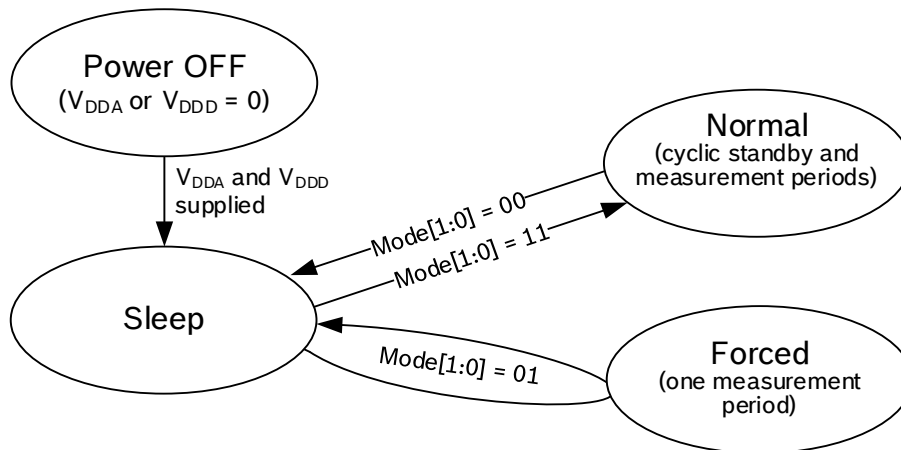 Power OFF
(VDDA or VDDD = 0)
VDDA and VDDD
supplied
Normal
(cyclic standby and
measurement periods)
Mode[1:0] = 00
Mode[1:0] = 11
Sleep
Mode[1:0] = 01
Forced
(one measurement
period)